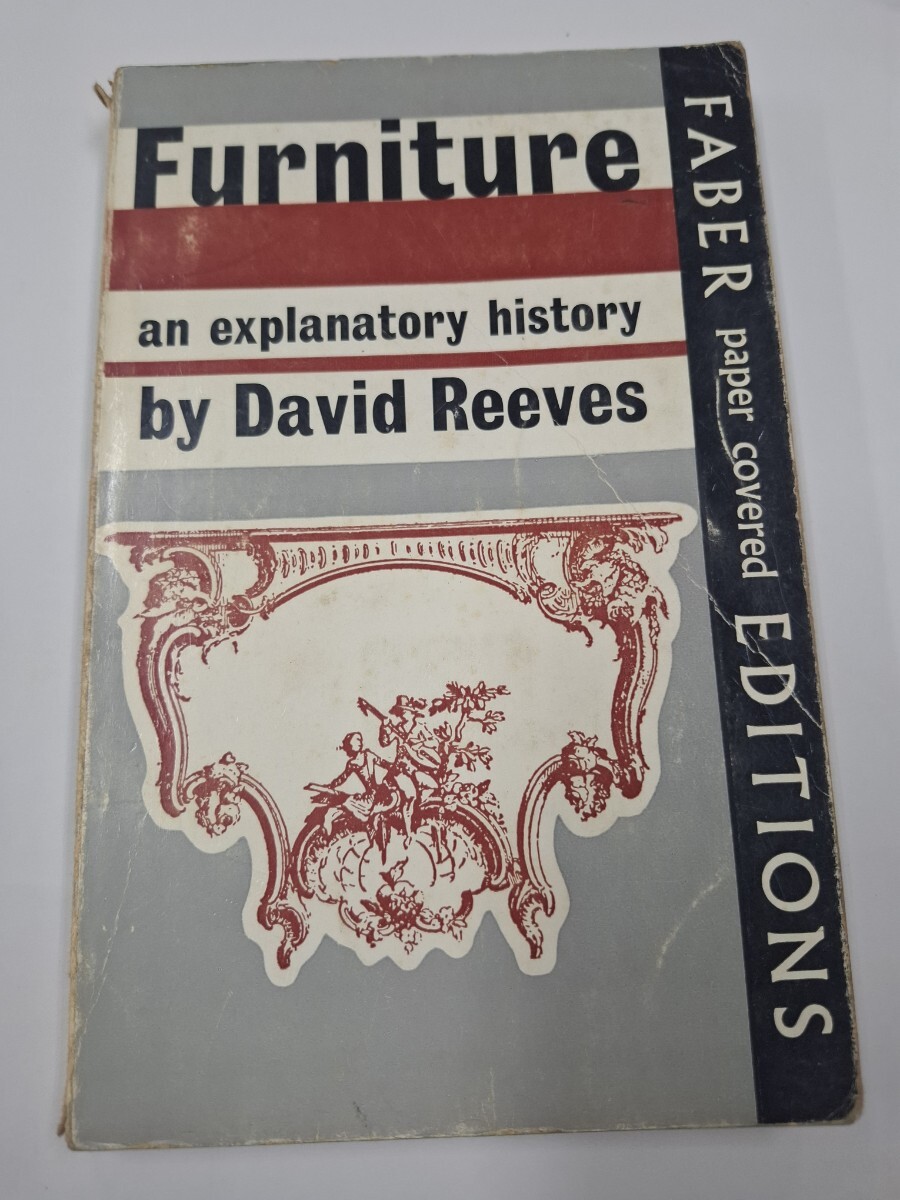 Furniture
an explanatory history
by David Reeves
FABER paper covered EDITIONS